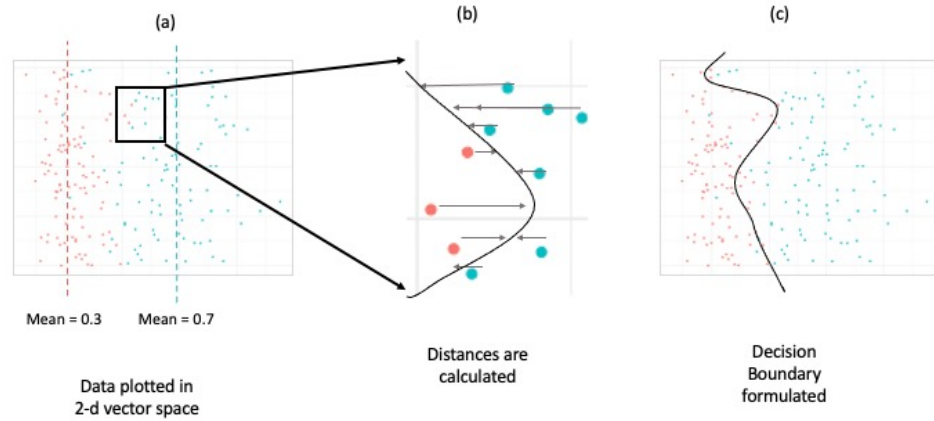 (a)
(b)
(c)
Mean = 0.3
Mean = 0.7
Data plotted in
2-d vector space
Distances are
calculated
Decision
Boundary
formulated